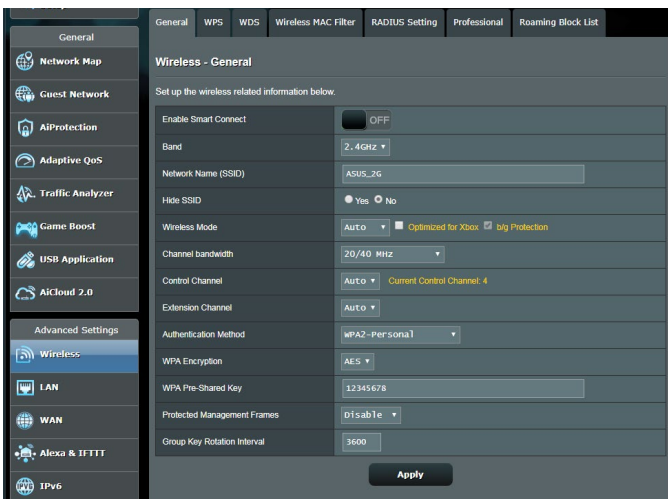 General WPS WDS Wireless MAC Filter RADIUS Setting Professional Roaming Block List
General
Network Map
Guest Network
AiProtection
Adaptive QoS
Traffic Analyzer
Game Boost
USB Application
AiCloud 2.0
Advanced Settings
Wireless
LAN
WAN
Alexa & IFTTT
IPv6
Wireless - General
Set up the wireless related information below.
Enable Smart Connect OFF
Band 2.4GHz
Network Name (SSID) ASUS_2G
Hide SSID Yes No
Wireless Mode Auto Optimized for Xbox b/g Protection
Channel bandwidth 20/40 MHz
Control Channel Auto Current Control Channel: 4
Extension Channel Auto
Authentication Method WPA2-Personal
WPA Encryption AES
WPA Pre-Shared Key 12345678
Protected Management Frames Disable
Group Key Rotation Interval 3600
Apply